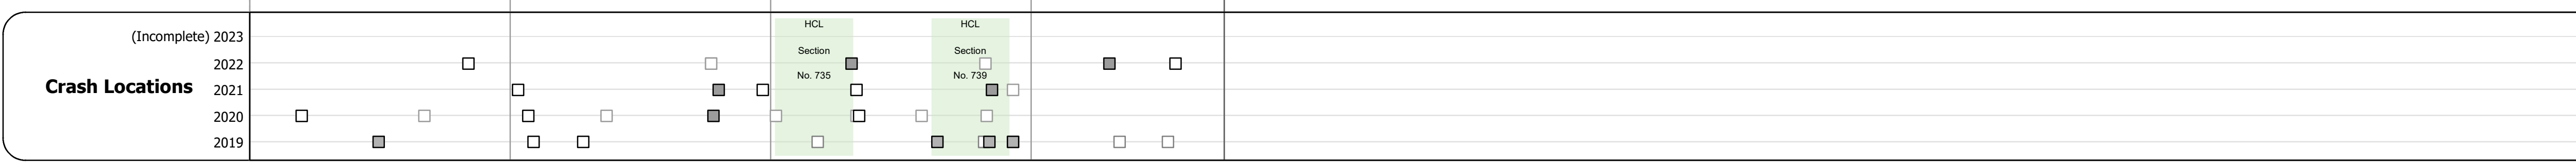 HCL
HCL
(Incomplete) 2023
Section
Section
2022
No. 735
No. 739
Crash Locations
2021
2020
2019